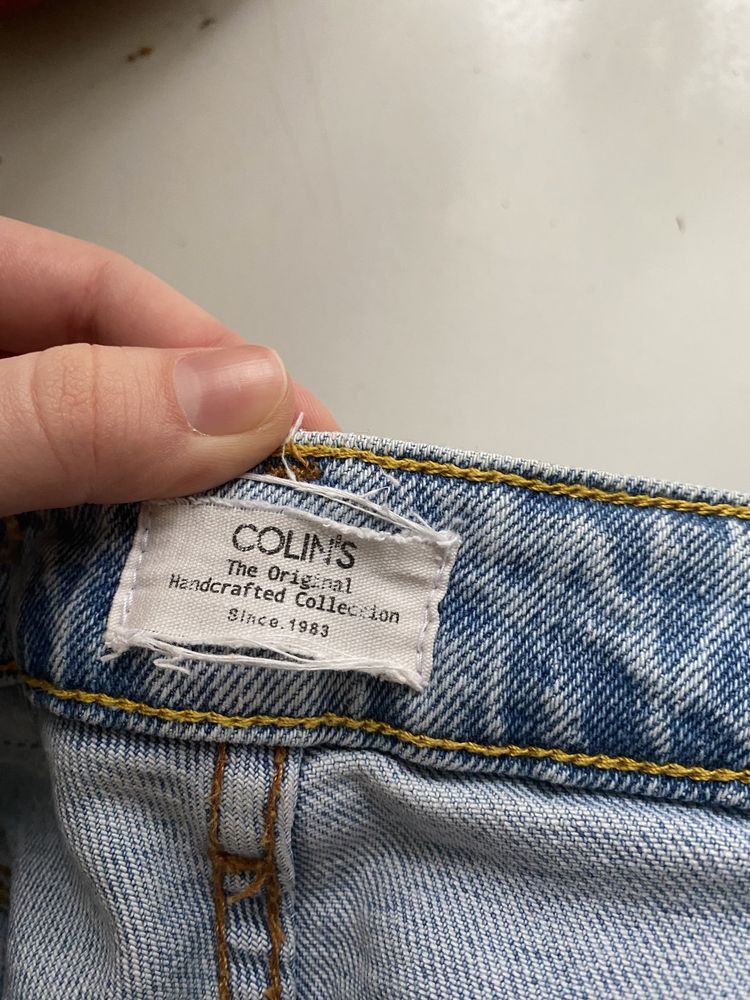 COLIN'S
The Original
Handcrafted Collection
Since.1983